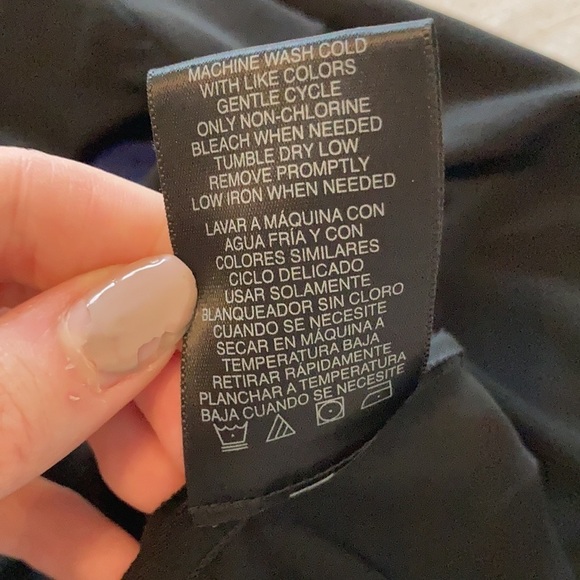 MACHINE WASH COLD
WITH LIKE COLORS
GENTLE CYCLE
ONLY NON-CHLORINE
BLEACH WHEN NEEDED
TUMBLE DRY LOW
REMOVE PROMPTLY
LOW IRON WHEN NEEDED
LAVAR A MÁQUINA CON
AGUA FRÍA Y CON
COLORES SIMILARES
CICLO DELICADO
USAR SOLAMENTE
BLANQUEADOR SIN CLORO
CUANDO SE NECESITE
SECAR EN MÁQUINA A
TEMPERATURA BAJA
RETIRAR RÁPIDAMENTE
PLANCHAR A TEMPERATURA
BAJA CUANDO SE NECESITE